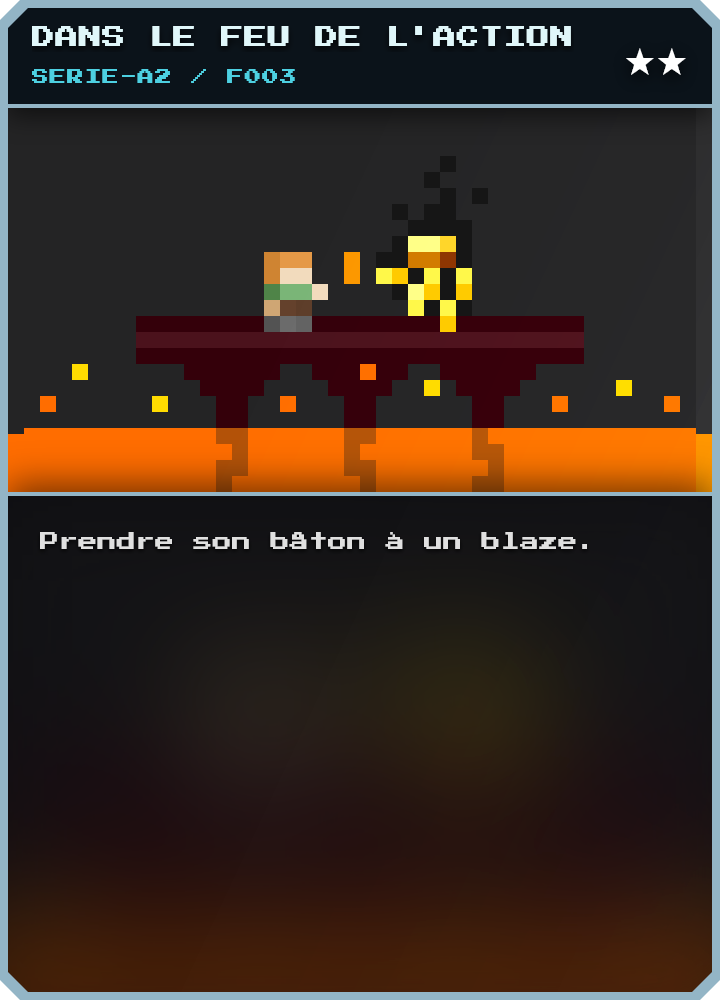 DANS LE FEU DE L'ACTION
SERIE-A2 / F003
Prendre son bâton à un blaze.